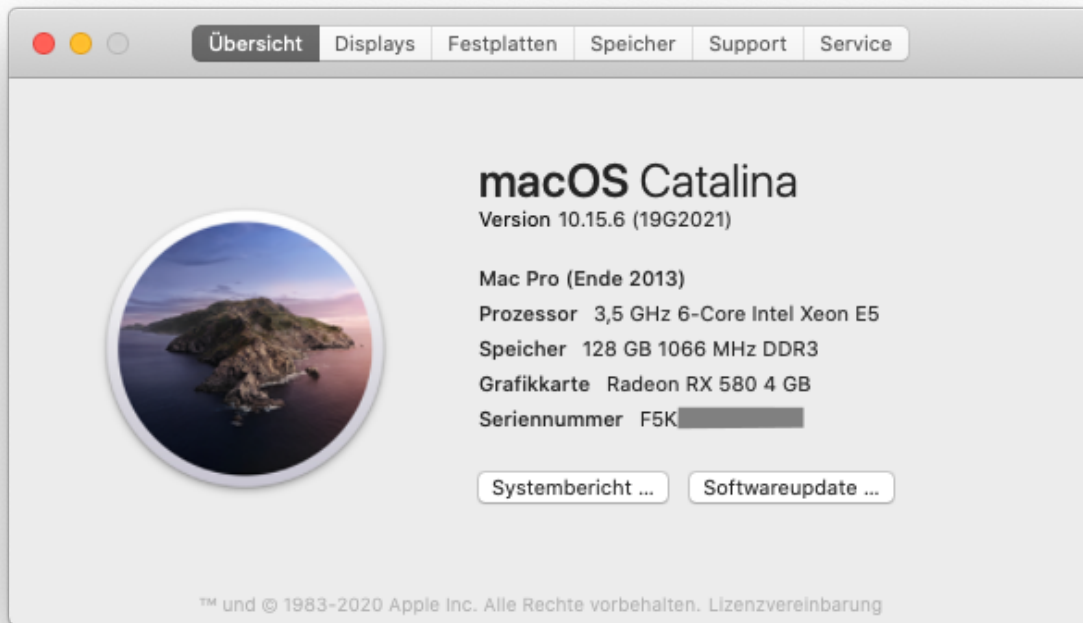 Übersicht Displays Festplatten Speicher Support Service
macOS Catalina
Version 10.15.6 (19G2021)
Mac Pro (Ende 2013)
Prozessor 3,5 GHz 6-Core Intel Xeon E5
Speicher 128 GB 1066 MHz DDR3
Grafikkarte Radeon RX 580 4 GB
Seriennummer F5K
Systembericht ... Softwareupdate ...
™ und © 1983-2020 Apple Inc. Alle Rechte vorbehalten. Lizenzvereinbarung